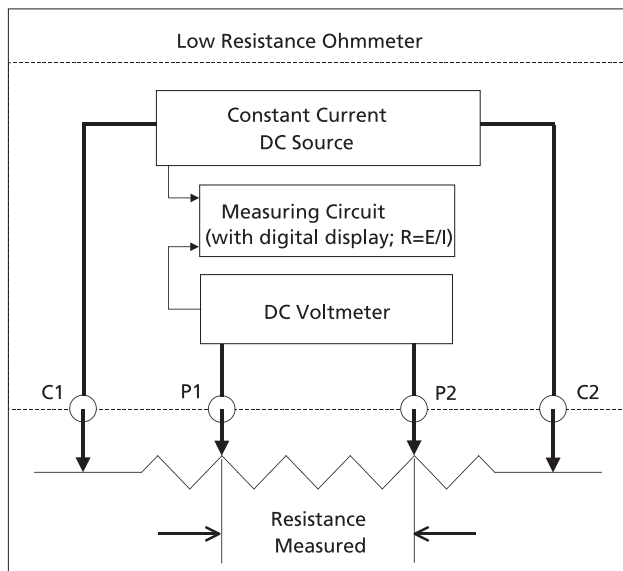 Low Resistance Ohmmeter
Constant Current
DC Source
Measuring Circuit
(with digital display; R=E/I)
DC Voltmeter
C1
P1
P2
C2
Resistance
Measured